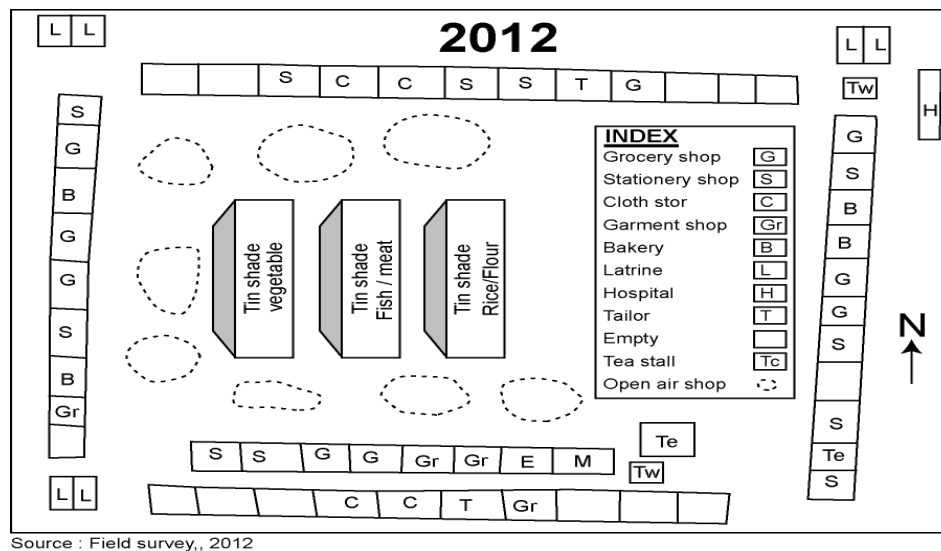 2012
L L
L L
S C C S S T G
Tw
H
S
G
B
G
G
S
B
Gr
G
S
B
B
G
G
S
S
Te
S
Tin shade
vegetable
Tin shade
Fish / meat
Tin shade
Rice/Flour
INDEX
Grocery shop G
Stationery shop S
Cloth stor C
Garment shop Gr
Bakery B
Latrine L
Hospital H
Tailor T
Empty
Tea stall Tc
Open air shop
N
Te
S S G G Gr Gr E M
Tw
L L
C C T Gr
Source : Field survey,, 2012